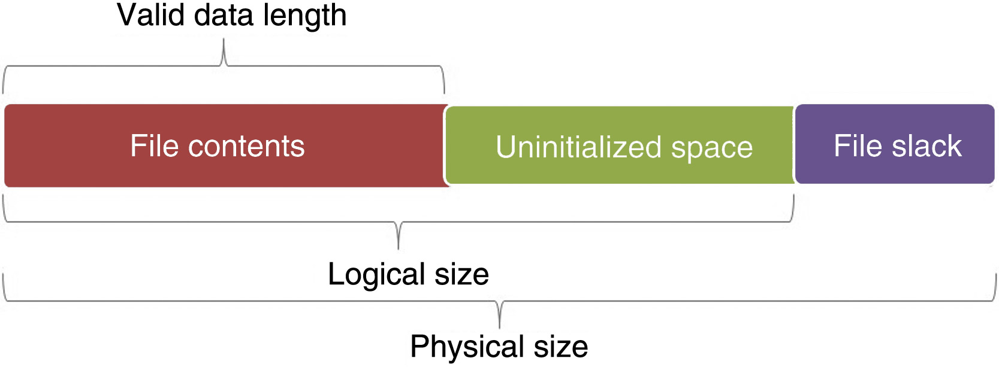 Valid data length
File contents
Uninitialized space
File slack
Logical size
Physical size